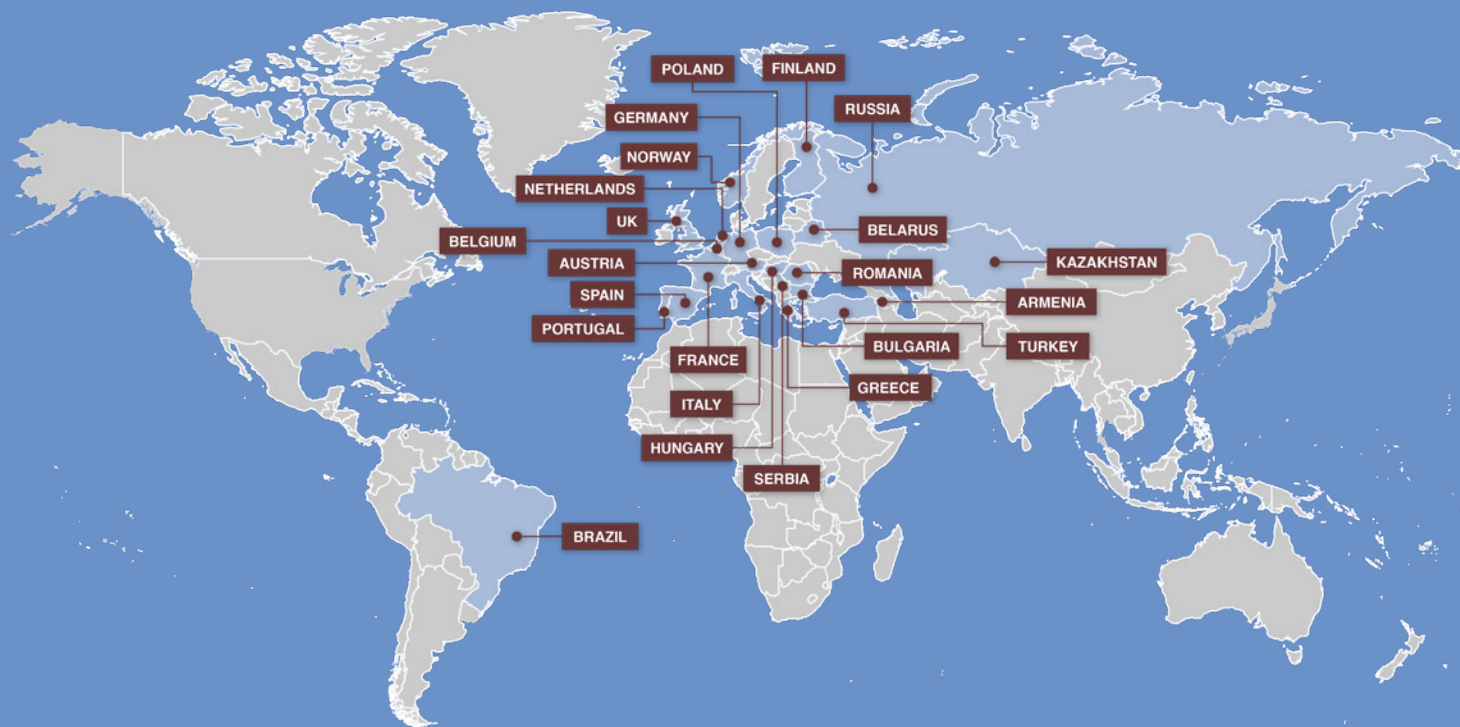 POLAND
FINLAND
RUSSIA
GERMANY
NORWAY
NETHERLANDS
UK
BELARUS
BELGIUM
AUSTRIA
ROMANIA
KAZAKHSTAN
SPAIN
ARMENIA
PORTUGAL
FRANCE
BULGARIA
TURKEY
ITALY
GREECE
HUNGARY
SERBIA
BRAZIL